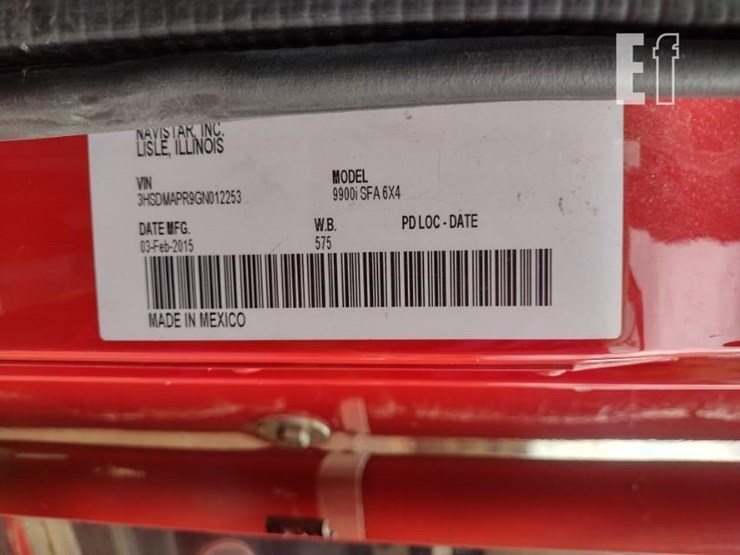 Ef
NAVISTAR, INC.
LISLE, ILLINOIS
VIN
3HSDMAPR9GN012253
MODEL
9900i SFA 6X4
DATE MFG.
03-Feb-2015
W.B.
575
PD LOC - DATE
MADE IN MEXICO